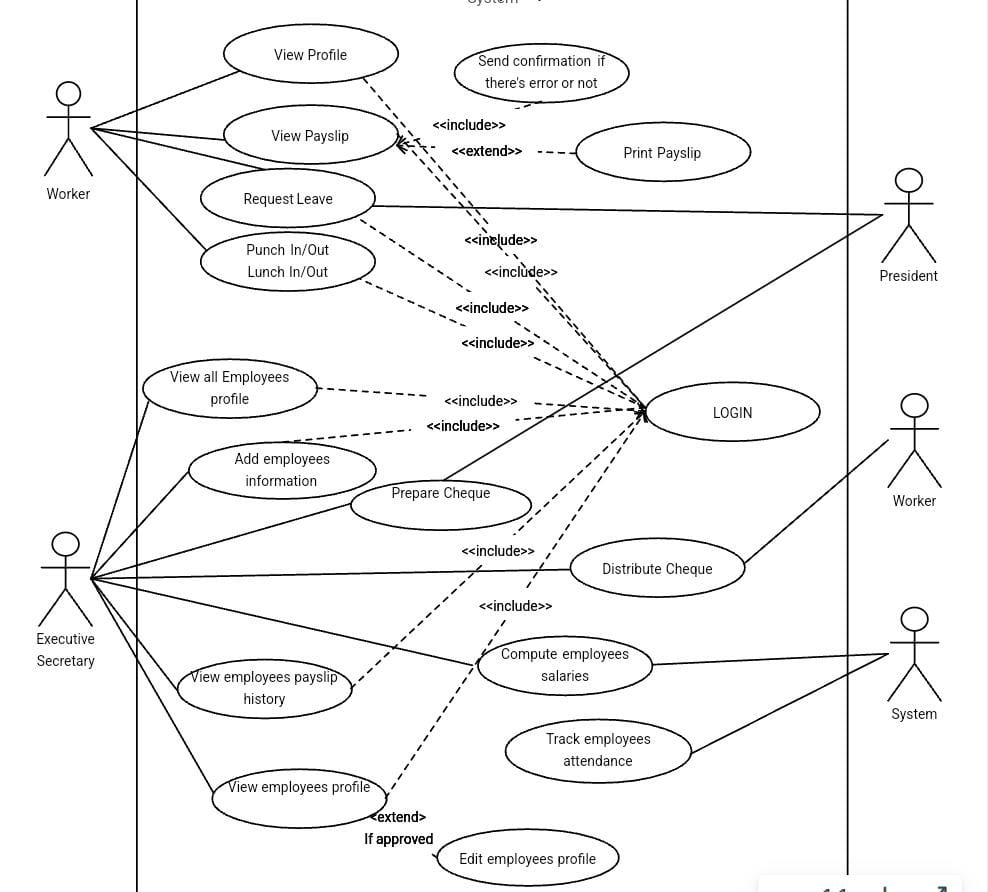 System
View Profile
Send confirmation if
there's error or not
<<include>>
View Payslip
<<extend>>
Print Payslip
Worker
Request Leave
<<include>>
Punch In/Out
Lunch In/Out
<<include>>
President
<<include>>
<<include>>
View all Employees
profile
<<include>>
LOGIN
<<include>>
Add employees
information
Prepare Cheque
Worker
<<include>>
Distribute Cheque
<<include>>
Executive
Secretary
Compute employees
salaries
View employees payslip
history
System
Track employees
attendance
View employees profile
<extend>
If approved
Edit employees profile